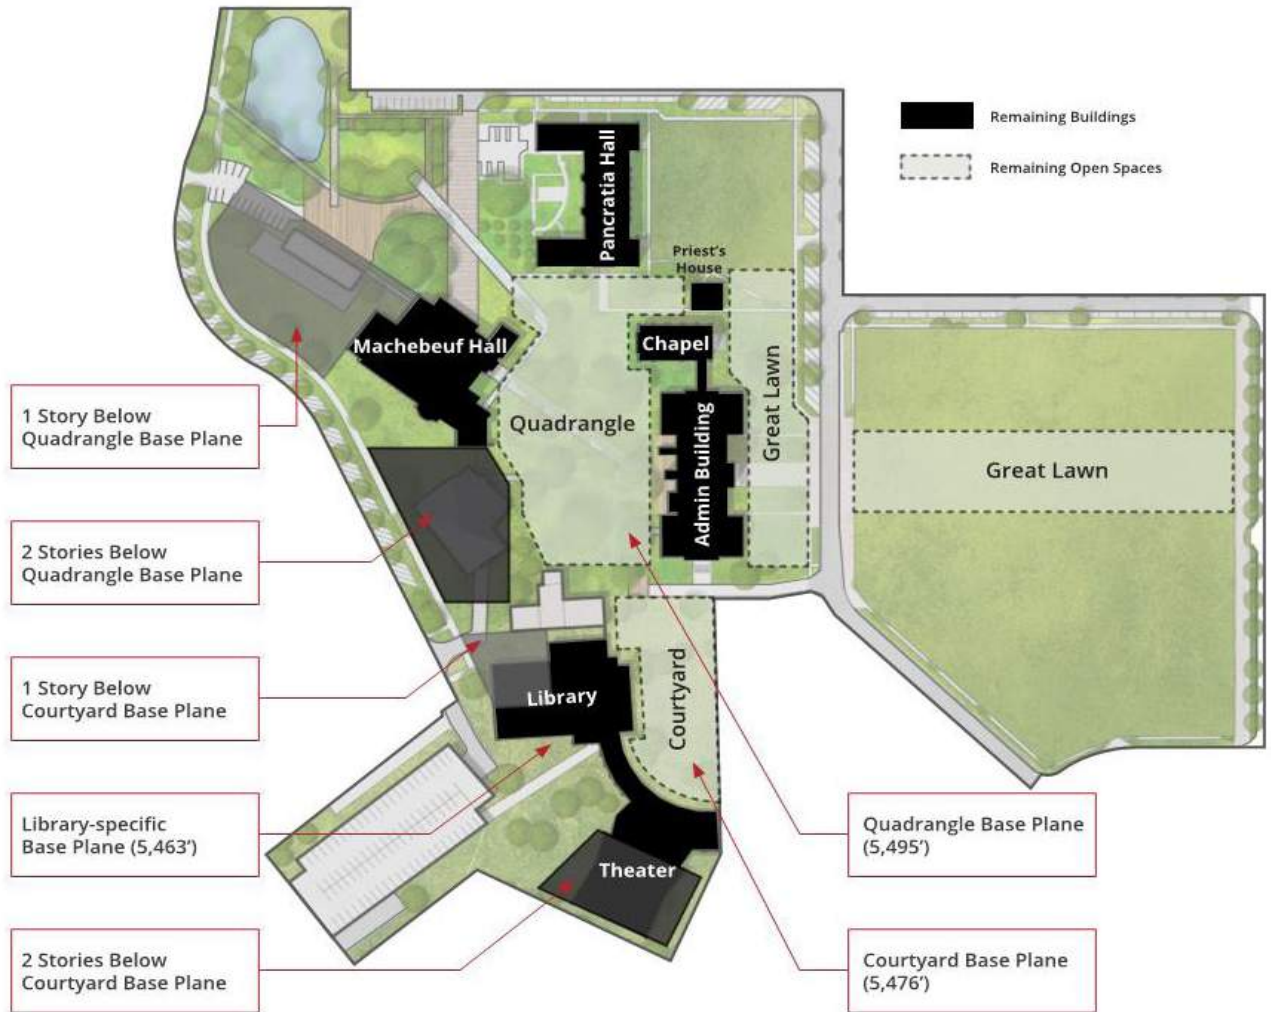 Remaining Buildings
Remaining Open Spaces
Pancratia Hall
Priest's
House
Machebeuf Hall
Chapel
Quadrangle
Admin Building
Great Lawn
Great Lawn
1 Story Below
Quadrangle Base Plane
2 Stories Below
Quadrangle Base Plane
1 Story Below
Courtyard Base Plane
Library
Courtyard
Library-specific
Base Plane (5,463')
Theater
2 Stories Below
Courtyard Base Plane
Quadrangle Base Plane
(5,495')
Courtyard Base Plane
(5,476')